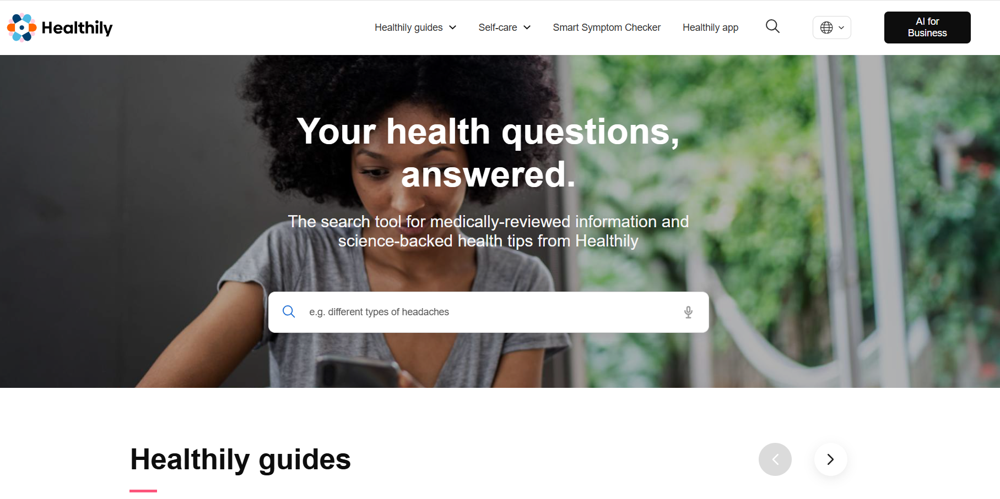 Healthily
Healthily guides
Self-care
Smart Symptom Checker
Healthily app
AI for
Business
Your health questions,
answered.
The search tool for medically-reviewed information and
science-backed health tips from Healthily
e.g. different types of headaches
Healthily guides